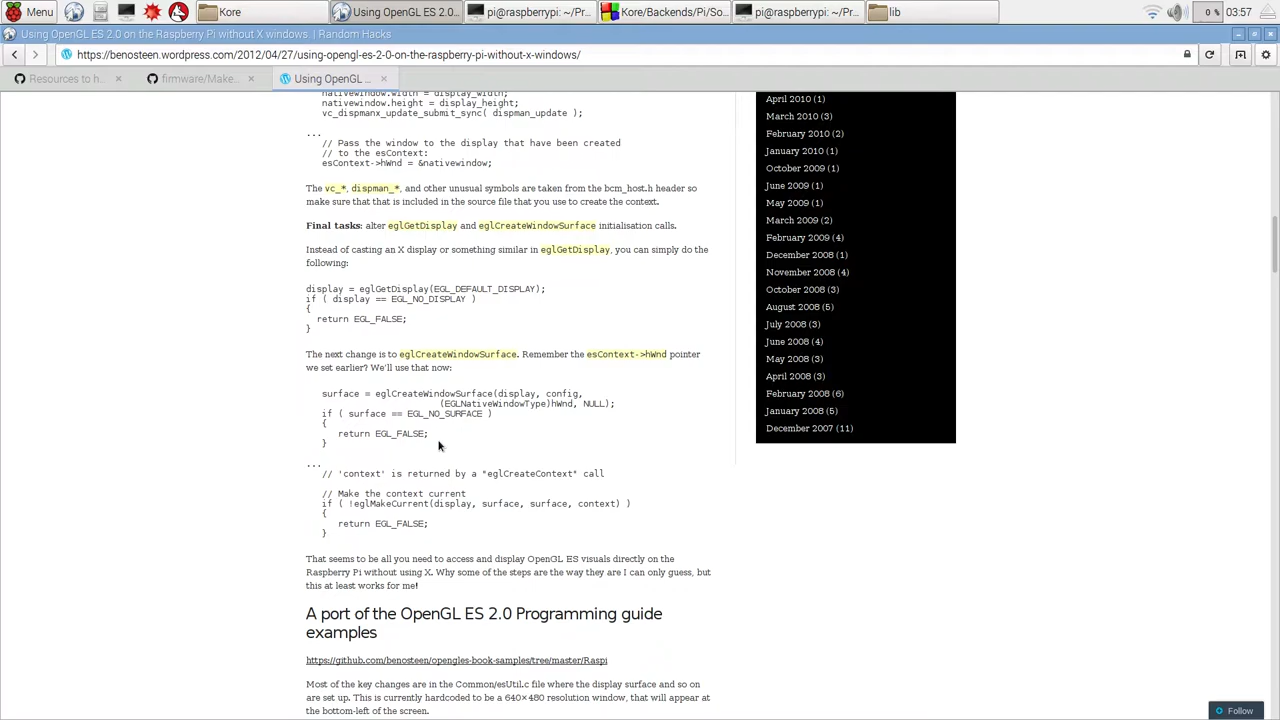 Menu
Kore
Using OpenGL ES 2.0...
pi@raspberrypi: ~/Pr...
Kore/Backends/Pi/So...
pi@raspberrypi: ~/Pr...
lib
0 %
03:57
Using OpenGL ES 2.0 on the Raspberry Pi without X windows. | Random Hacks
https://benosteen.wordpress.com/2012/04/27/using-opengl-es-2-0-on-the-raspberry-pi-without-x-windows/
Resources to h...
firmware/Make...
Using OpenGL ...
nativewindow.width = display_width;
nativewindow.height = display_height;
vc_dispmanx_update_submit_sync( dispman_update );
...
// Pass the window to the display that have been created
// to the esContext:
esContext->hWnd = &nativewindow;
The vc_*, dispman_*, and other unusual symbols are taken from the bcm_host.h header so
make sure that that is included in the source file that you use to create the context.
Final tasks: alter eglGetDisplay and eglCreateWindowSurface initialisation calls.
Instead of casting an X display or something similar in eglGetDisplay, you can simply do the
following:
display = eglGetDisplay(EGL_DEFAULT_DISPLAY);
if ( display == EGL_NO_DISPLAY )
{
return EGL_FALSE;
}
The next change is to eglCreateWindowSurface. Remember the esContext->hWnd pointer
we set earlier? We'll use that now:
surface = eglCreateWindowSurface(display, config,
(EGLNativeWindowType)hWnd, NULL);
if ( surface == EGL_NO_SURFACE )
{
return EGL_FALSE;
}
...
// 'context' is returned by a "eglCreateContext" call
// Make the context current
if ( !eglMakeCurrent(display, surface, surface, context) )
{
return EGL_FALSE;
}
That seems to be all you need to access and display OpenGL ES visuals directly on the
Raspberry Pi without using X. Why some of the steps are the way they are I can only guess, but
this at least works for me!
A port of the OpenGL ES 2.0 Programming guide
examples
https://github.com/benosteen/opengles-book-samples/tree/master/Raspi
Most of the key changes are in the Common/esUtil.c file where the display surface and so on
are set up. This is currently hardcoded to be a 640×480 resolution window, that will appear at
the bottom-left of the screen.
April 2010 (1)
March 2010 (3)
February 2010 (2)
January 2010 (1)
October 2009 (1)
June 2009 (1)
May 2009 (1)
March 2009 (2)
February 2009 (4)
December 2008 (1)
November 2008 (4)
October 2008 (3)
August 2008 (5)
July 2008 (3)
June 2008 (4)
May 2008 (3)
April 2008 (3)
February 2008 (6)
January 2008 (5)
December 2007 (11)
Follow